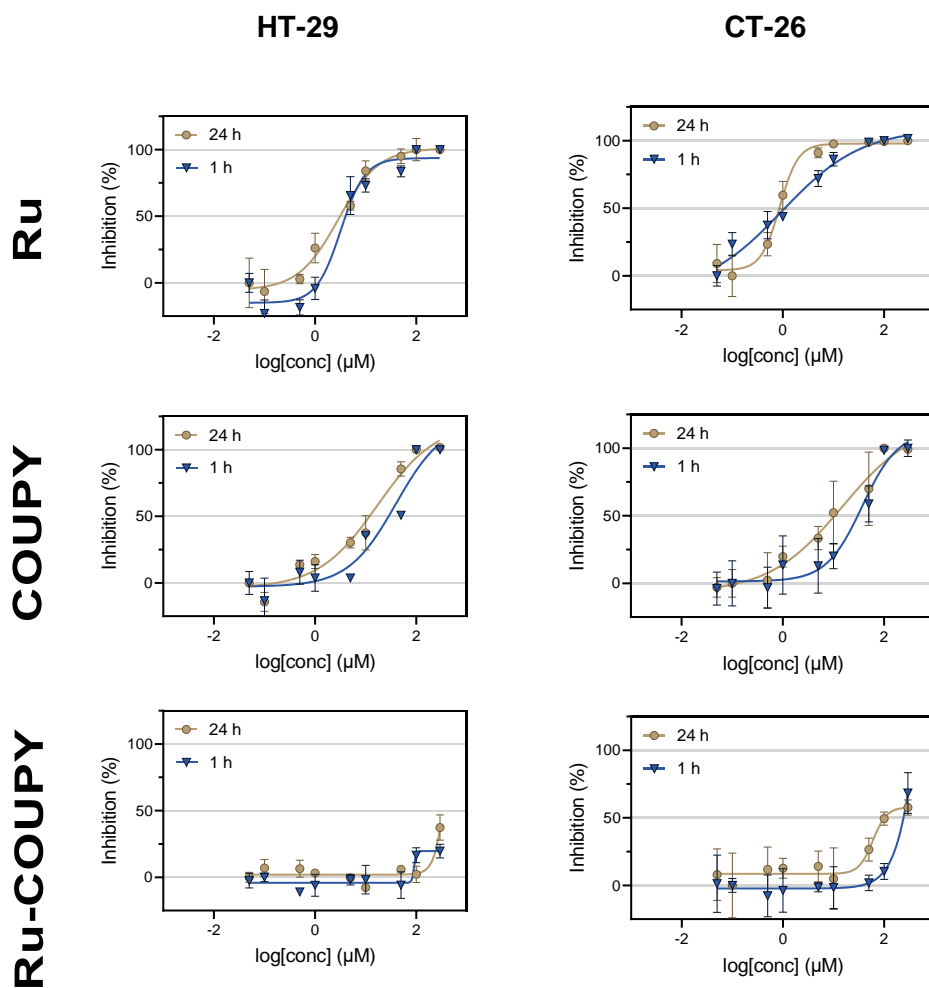 HT-29
CT-26
Ru
24 h
1 h
Inhibition (%)
100
50
0
-2
0
2
log[conc] (µM)
24 h
1 h
Inhibition (%)
100
50
0
-2
0
2
log[conc] (µM)
COUPY
24 h
1 h
Inhibition (%)
100
50
0
-2
0
2
log[conc] (µM)
24 h
1 h
Inhibition (%)
100
50
0
-2
0
2
log[conc] (µM)
Ru-COUPY
24 h
1 h
Inhibition (%)
100
50
0
-2
0
2
log[conc] (µM)
24 h
1 h
Inhibition (%)
100
50
0
-2
0
2
log[conc] (µM)